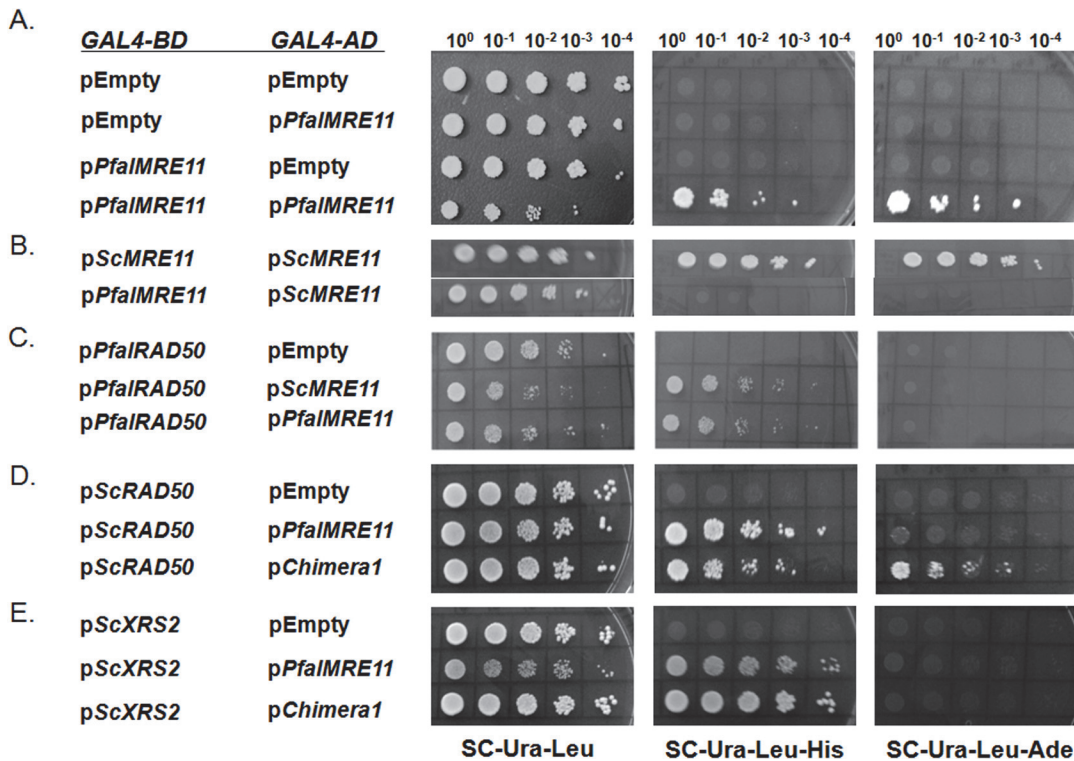 A.
GAL4-BD GAL4-AD
10⁰ 10⁻¹ 10⁻² 10⁻³ 10⁻⁴ 10⁰ 10⁻¹ 10⁻² 10⁻³ 10⁻⁴ 10⁰ 10⁻¹ 10⁻² 10⁻³ 10⁻⁴
pEmpty pEmpty
pEmpty pPfalMRE11
pPfalMRE11 pEmpty
pPfalMRE11 pPfalMRE11
B.
pScMRE11 pScMRE11
pPfalMRE11 pScMRE11
C.
pPfalRAD50 pEmpty
pPfalRAD50 pScMRE11
pPfalRAD50 pPfalMRE11
D.
pScRAD50 pEmpty
pScRAD50 pPfalMRE11
pScRAD50 pChimera1
E.
pScXRS2 pEmpty
pScXRS2 pPfalMRE11
pScXRS2 pChimera1
SC-Ura-Leu SC-Ura-Leu-His SC-Ura-Leu-Ade